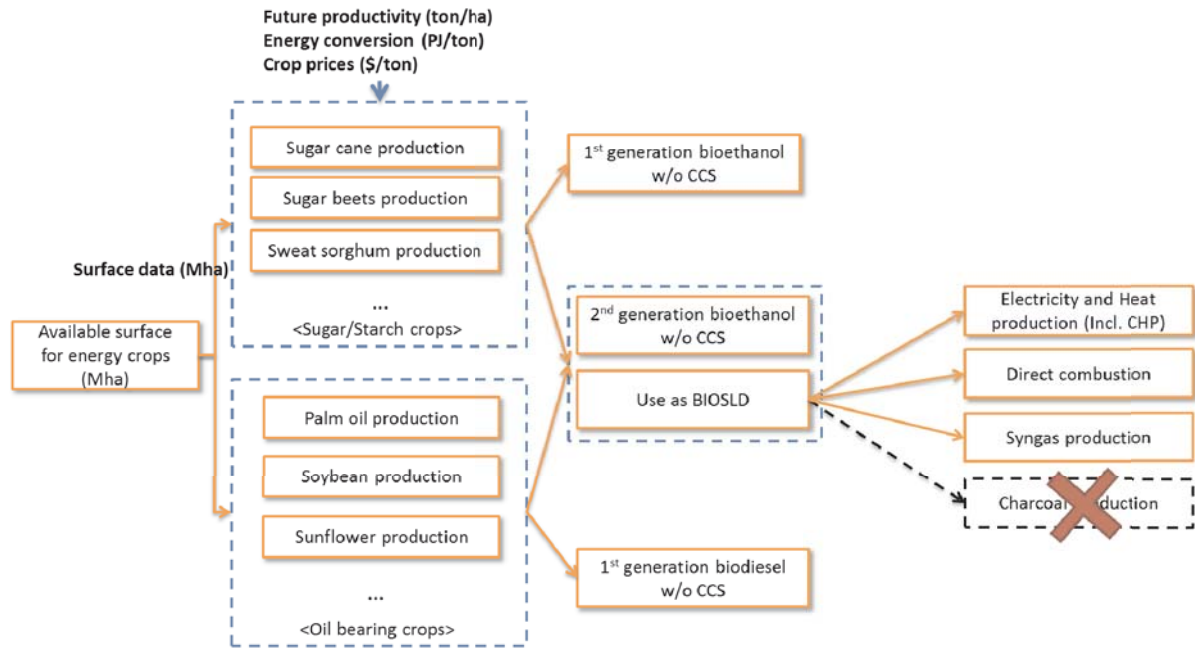 Future productivity (ton/ha)
Energy conversion (PJ/ton)
Crop prices ($/ton)
Sugar cane production
Sugar beets production
Sweat sorghum production
...
<Sugar/Starch crops>
Surface data (Mha)
Available surface
for energy crops
(Mha)
Palm oil production
Soybean production
Sunflower production
...
<Oil bearing crops>
1st generation bioethanol
w/o CCS
2nd generation bioethanol
w/o CCS
Use as BIOSLD
1st generation biodiesel
w/o CCS
Electricity and Heat
production (Incl. CHP)
Direct combustion
Syngas production
Charcoal